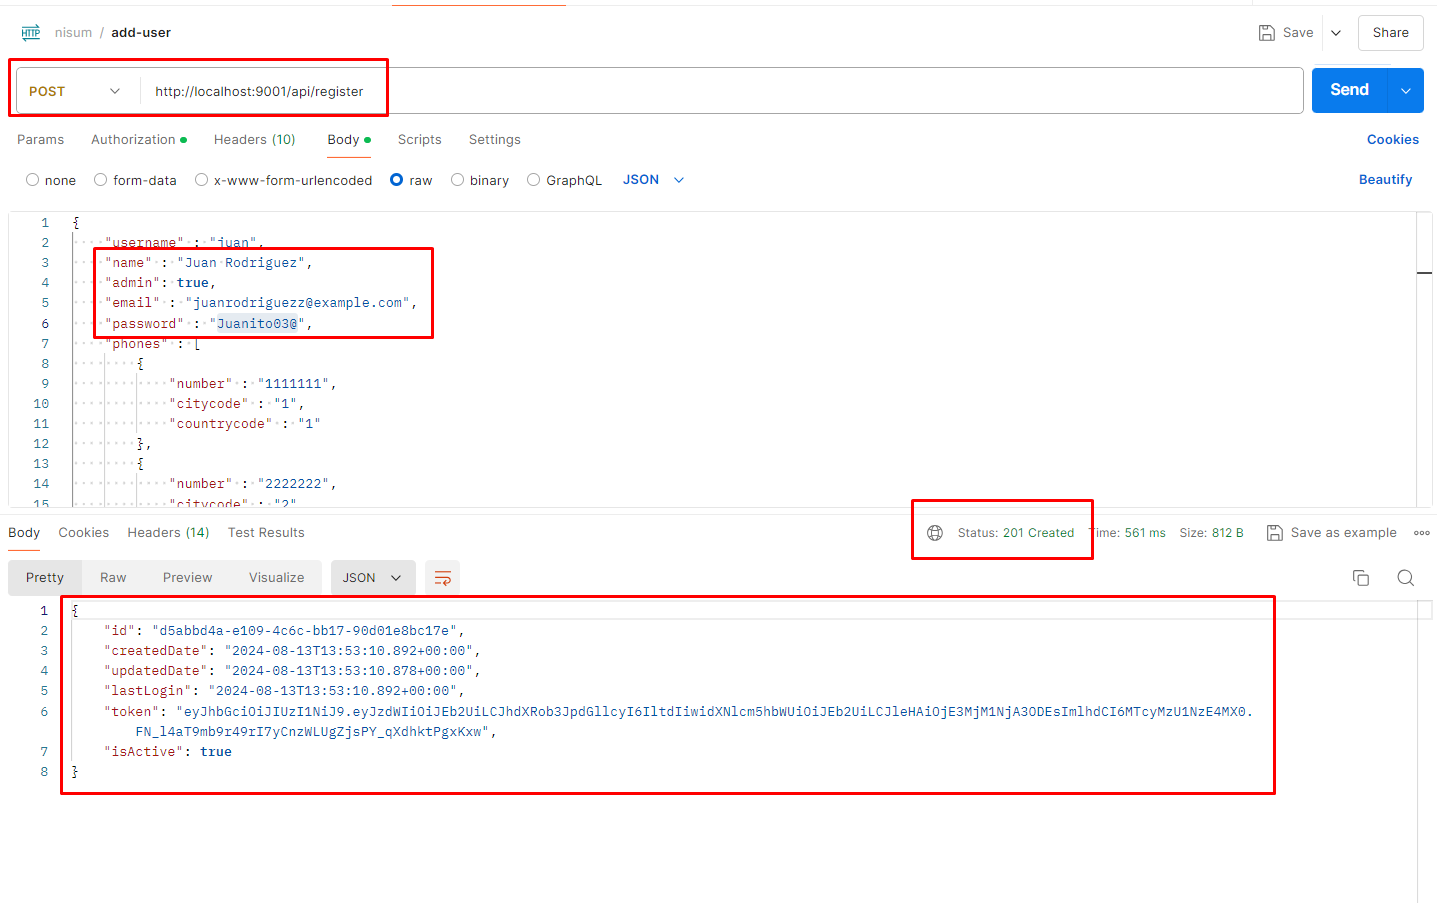 HTTP nisum / add-user Save Share
POST http://localhost:9001/api/register Send
Params Authorization Headers (10) Body Scripts Settings Cookies
none form-data x-www-form-urlencoded raw binary GraphQL JSON Beautify
1 {
2 "username" : "juan",
3 "name" : "Juan Rodriguez",
4 "admin": true,
5 "email" : "juanrodriguezz@example.com",
6 "password" : "Juanito03@",
7 "phones" : [
8 {
9 "number" : "1111111",
10 "citycode" : "1",
11 "countrycode" : "1"
12 },
13 {
14 "number" : "2222222",
15 "citycode" : "2"
Body Cookies Headers (14) Test Results Status: 201 Created Time: 561 ms Size: 812 B Save as example
Pretty Raw Preview Visualize JSON
1 {
2 "id": "d5abbd4a-e109-4c6c-bb17-90d01e8bc17e",
3 "createdDate": "2024-08-13T13:53:10.892+00:00",
4 "updatedDate": "2024-08-13T13:53:10.878+00:00",
5 "lastLogin": "2024-08-13T13:53:10.892+00:00",
6 "token": "eyJhbGciOiJIUzI1NiJ9.eyJzdWIiOiJEb2UiLCJhdXRob3JpdGllcyI6IltdIiwidXNlcm5hbWUiOiJEb2UiLCJleHAiOjE3MjM1NjA3ODEsImlhdCI6MTcyMzU1NzE4MX0.
FN_l4aT9mb9r49rI7yCnzWLUgZjsPY_qXdhktPgxKxw",
7 "isActive": true
8 }